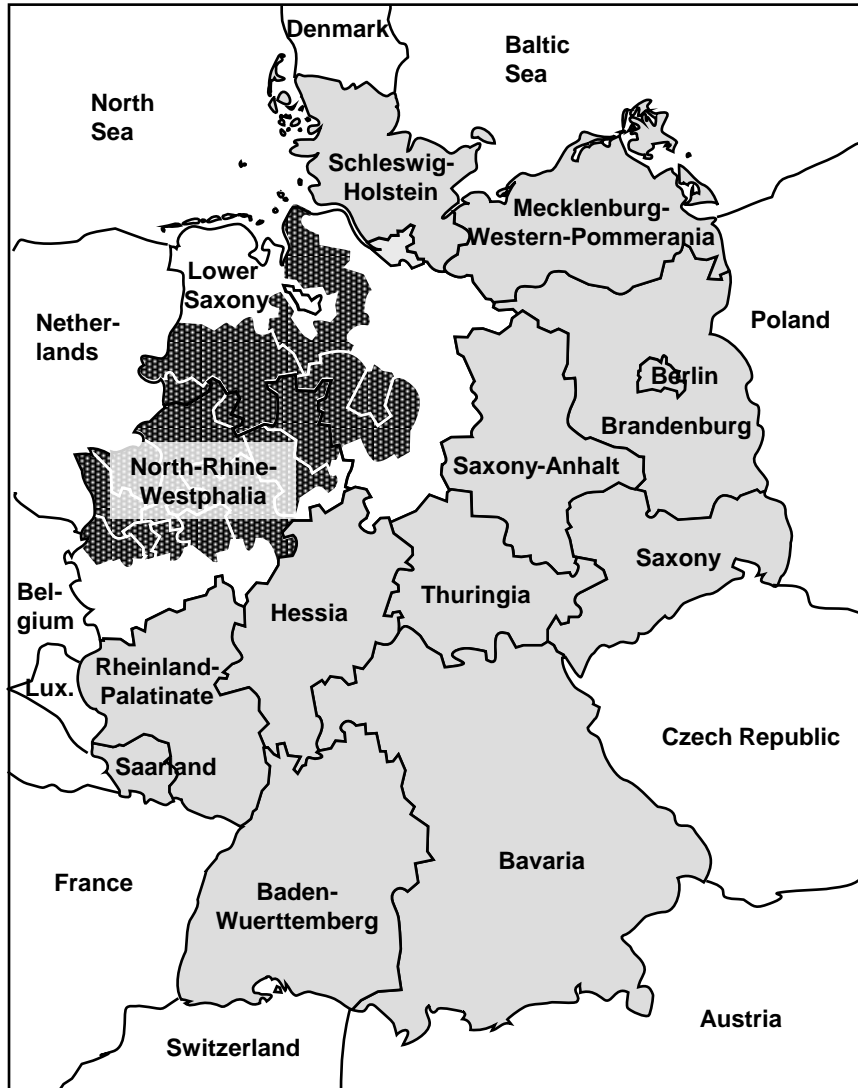 Denmark
Baltic
Sea
North
Sea
Schleswig-
Holstein
Mecklenburg-
Western-Pommerania
Lower
Saxony
Nether-
lands
Poland
Berlin
Brandenburg
North-Rhine-
Westphalia
Saxony-Anhalt
Saxony
Bel-
gium
Hessia
Thuringia
Rheinland-
Palatinate
Lux.
Czech Republic
Saarland
Bavaria
France
Baden-
Wuerttemberg
Austria
Switzerland